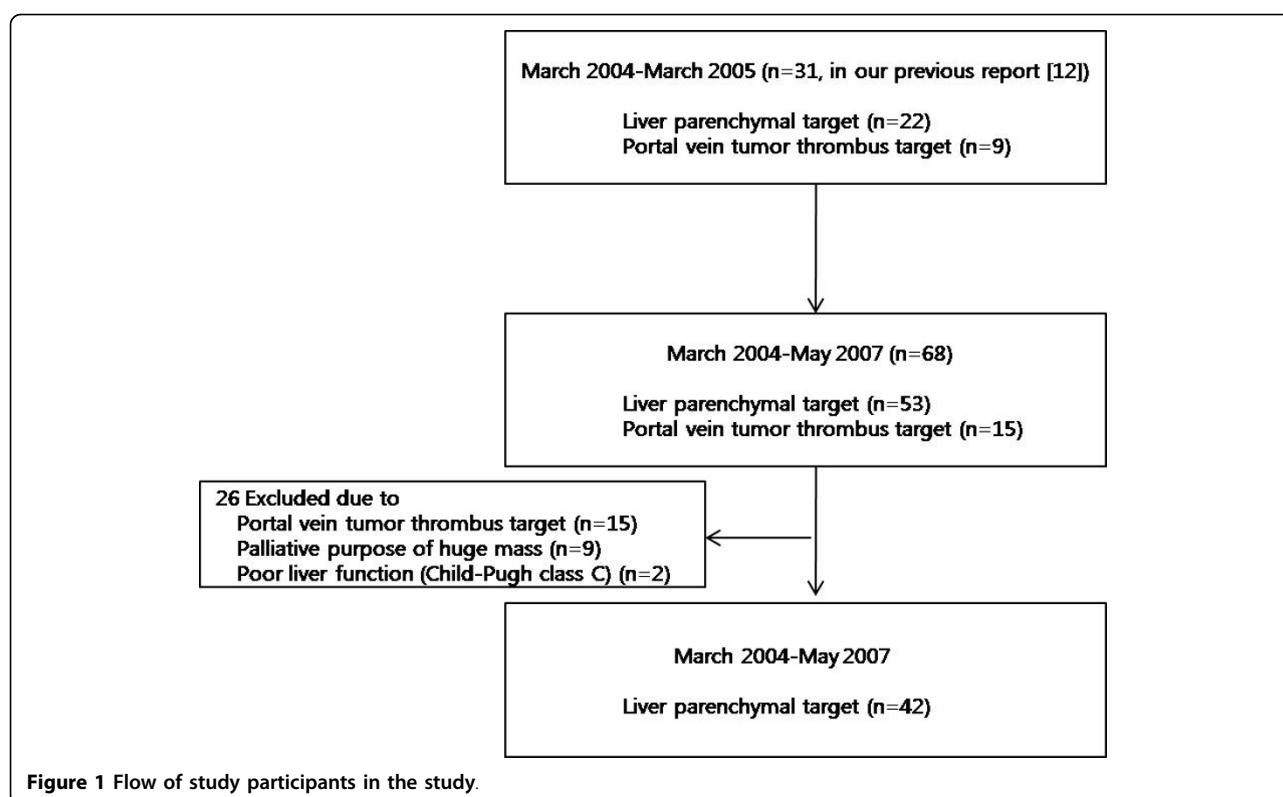 March 2004-March 2005 (n=31, in our previous report [12])
Liver parenchymal target (n=22)
Portal vein tumor thrombus target (n=9)
March 2004-May 2007 (n=68)
Liver parenchymal target (n=53)
Portal vein tumor thrombus target (n=15)
26 Excluded due to
Portal vein tumor thrombus target (n=15)
Palliative purpose of huge mass (n=9)
Poor liver function (Child-Pugh class C) (n=2)
March 2004-May 2007
Liver parenchymal target (n=42)
Figure 1 Flow of study participants in the study.